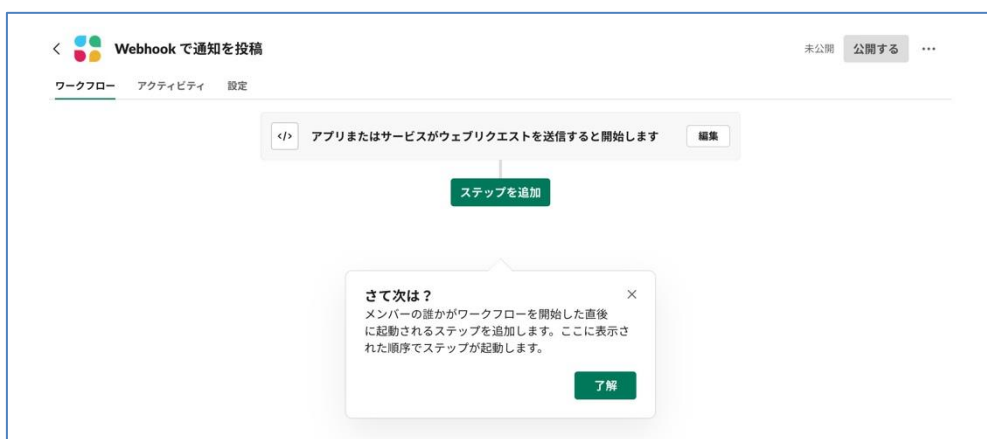 Webhook で通知を投稿
未公開 公開する
ワークフロー アクティビティ 設定
</> アプリまたはサービスがウェブリクエストを送信すると開始します 編集
ステップを追加
さて次は？
メンバーの誰かがワークフローを開始した直後
に起動されるステップを追加します。ここに表示さ
れた順序でステップが起動します。
了解